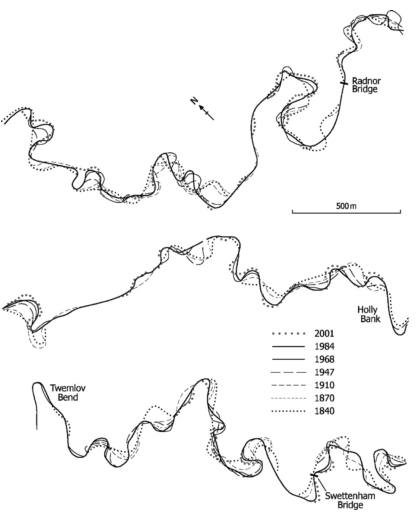 Radnor
Bridge
N
500 m
Holly
Bank
2001
1984
1968
1947
1910
1870
1840
Twemlov
Bend
Swettenham
Bridge